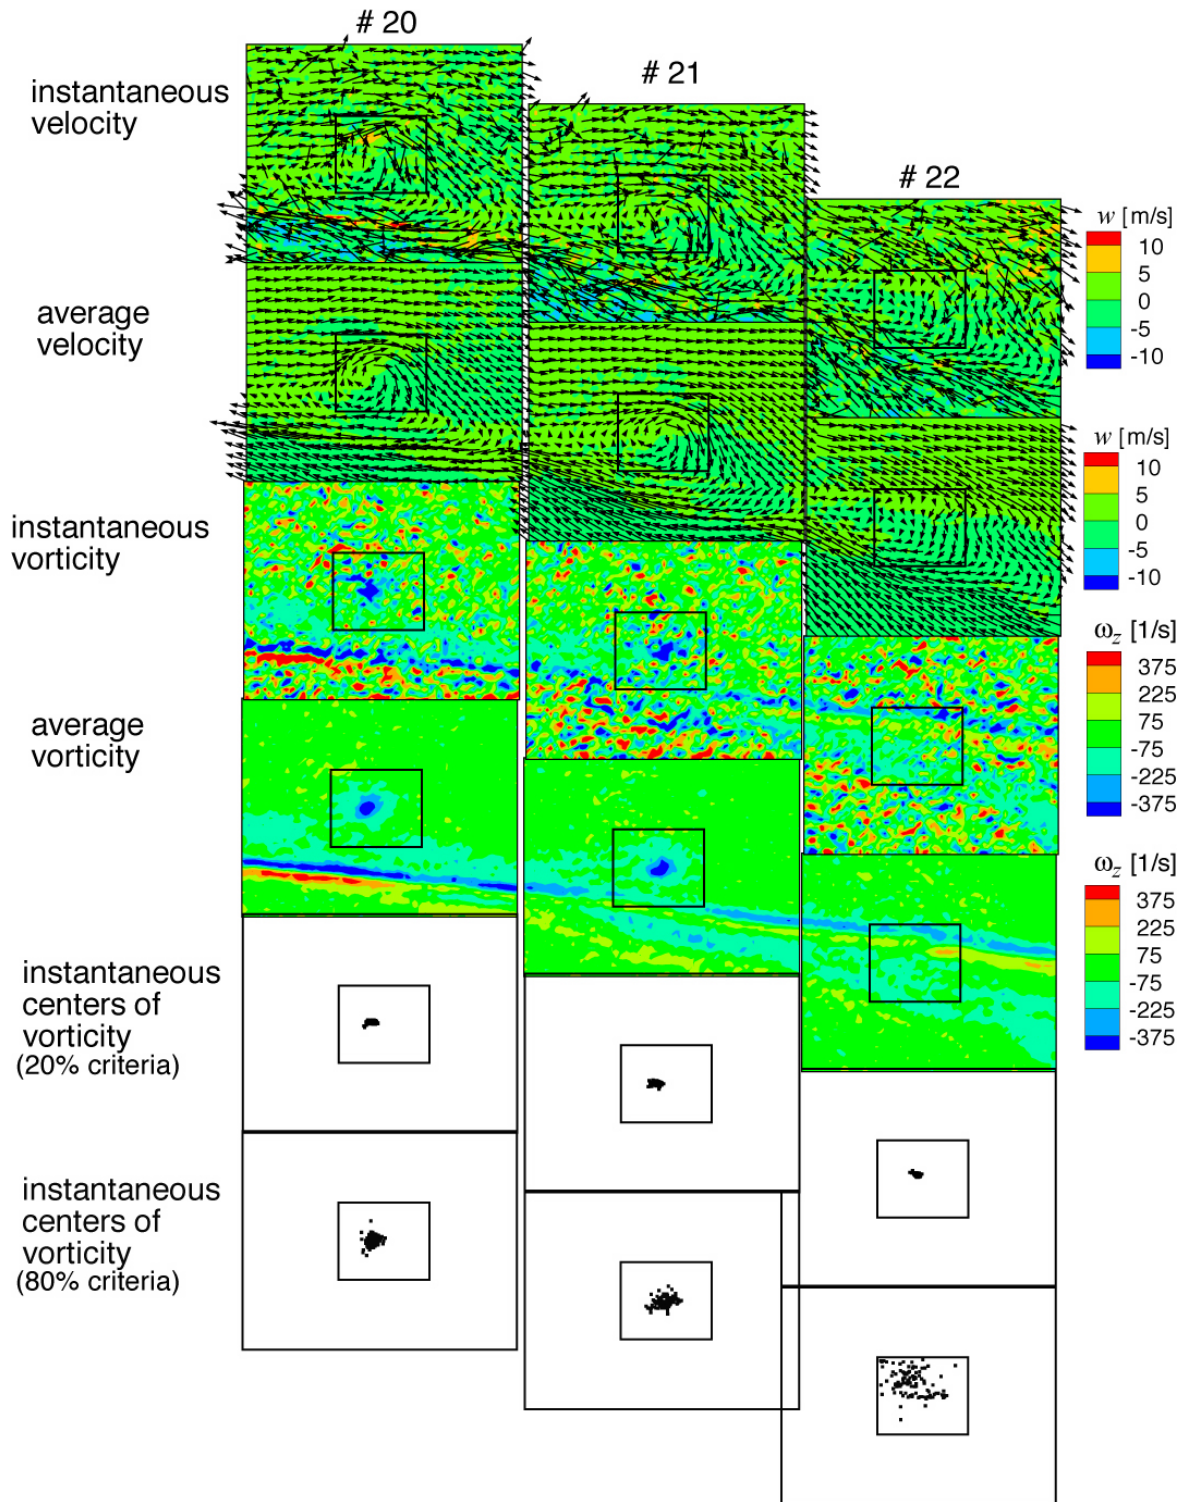 # 20
# 21
# 22
instantaneous
velocity
average
velocity
instantaneous
vorticity
average
vorticity
instantaneous
centers of
vorticity
(20% criteria)
instantaneous
centers of
vorticity
(80% criteria)
w [m/s]
10
5
0
-5
-10
w [m/s]
10
5
0
-5
-10
ωz [1/s]
375
225
75
-75
-225
-375
ωz [1/s]
375
225
75
-75
-225
-375